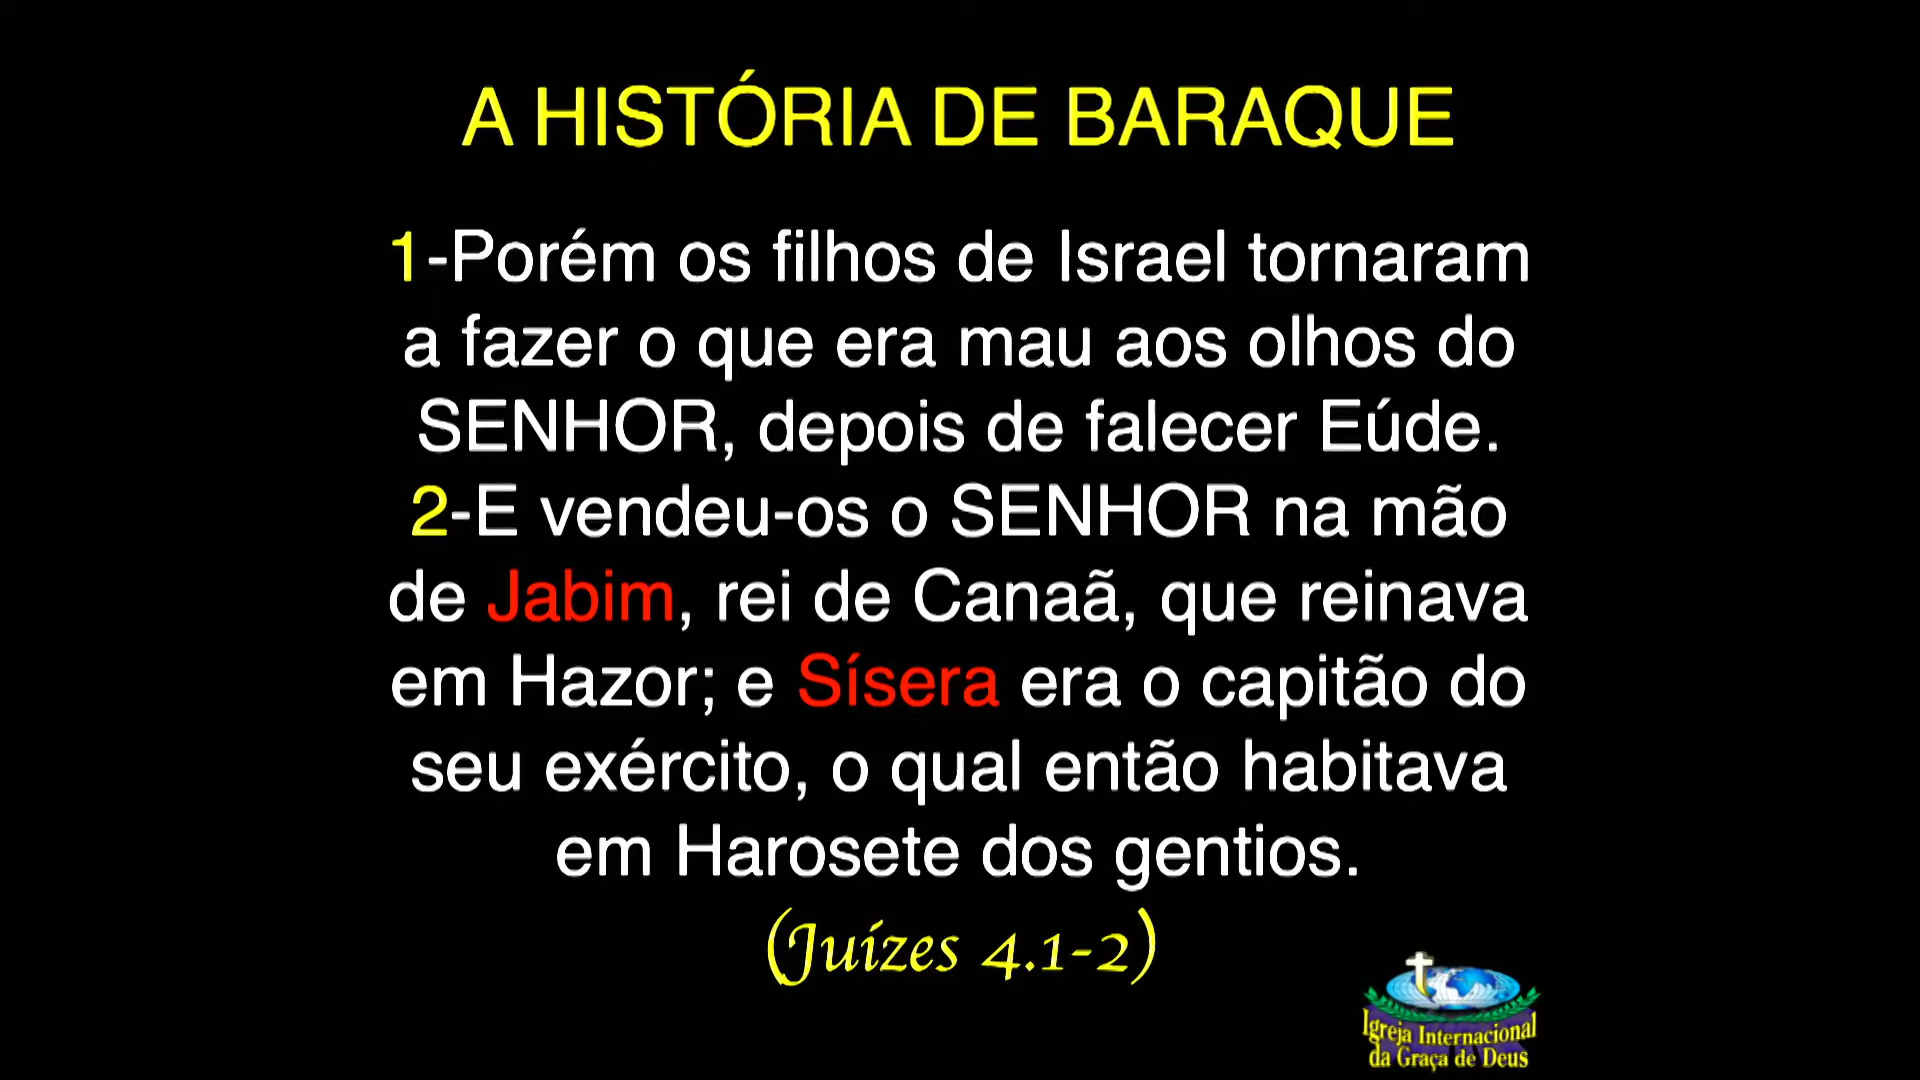 A HISTÓRIA DE BARAQUE
1-Porém os filhos de Israel tornaram
a fazer o que era mau aos olhos do
SENHOR, depois de falecer Eúde.
2-E vendeu-os o SENHOR na mão
de Jabim, rei de Canaã, que reinava
em Hazor; e Sísera era o capitão do
seu exército, o qual então habitava
em Harosete dos gentios.
(Juízes 4.1-2)
Igreja Internacional
da Graça de Deus